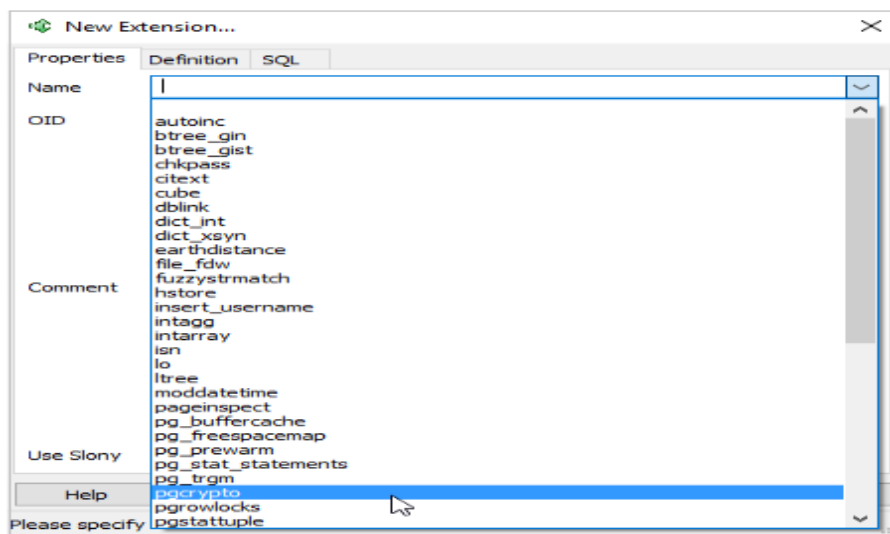 New Extension...
Properties Definition SQL
Name
OID
autoinc
btree_gin
btree_gist
chkpass
citext
cube
dblink
dict_int
dict_xsyn
earthdistance
file_fdw
fuzzystrmatch
Comment
hstore
insert_username
intagg
intarray
isn
lo
ltree
moddatetime
pageinspect
pg_buffercache
pg_freespacemap
pg_prewarm
Use Slony
pg_stat_statements
pg_trgm
Help
pgcrypto
pgrowlocks
Please specify
pgstattuple